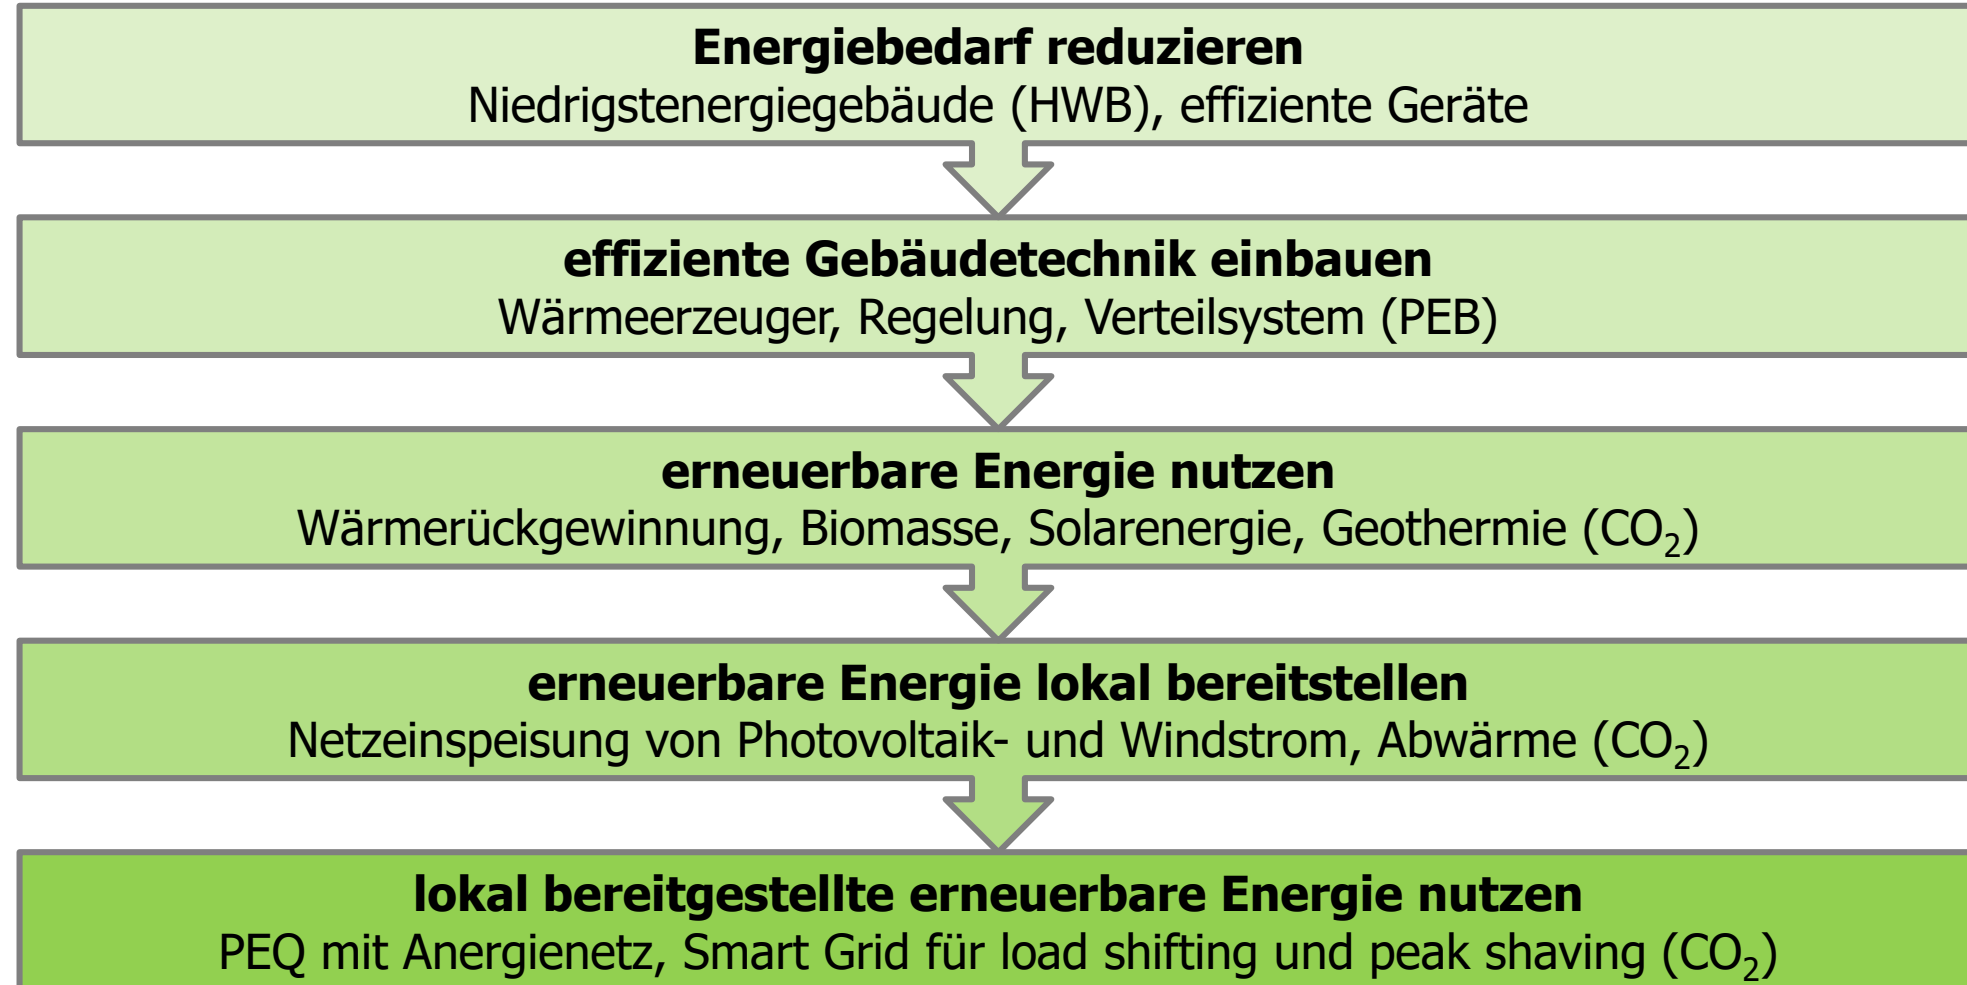 Energiebedarf reduzieren
Niedrigstenergiegebäude (HWB), effiziente Geräte
effiziente Gebäudetechnik einbauen
Wärmeerzeuger, Regelung, Verteilsystem (PEB)
erneuerbare Energie nutzen
Wärmerückgewinnung, Biomasse, Solarenergie, Geothermie (CO₂)
erneuerbare Energie lokal bereitstellen
Netzeinspeisung von Photovoltaik- und Windstrom, Abwärme (CO₂)
lokal bereitgestellte erneuerbare Energie nutzen
PEQ mit Anergienetz, Smart Grid für load shifting und peak shaving (CO₂)